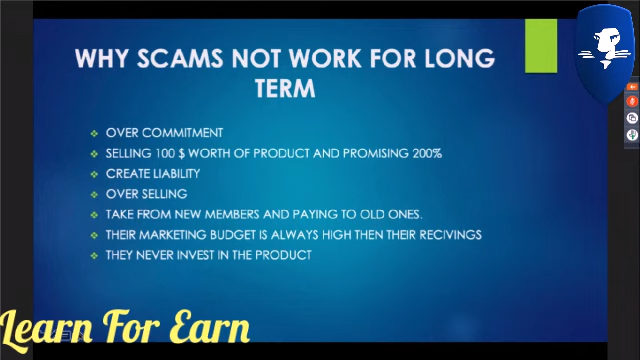 WHY SCAMS NOT WORK FOR LONG
TERM
OVER COMMITMENT
SELLING 100 $ WORTH OF PRODUCT AND PROMISING 200%
CREATE LIABILITY
OVER SELLING
TAKE FROM NEW MEMBERS AND PAYING TO OLD ONES.
THEIR MARKETING BUDGET IS ALWAYS HIGH THEN THEIR RECIVINGS
THEY NEVER INVEST IN THE PRODUCT
Learn For Earn